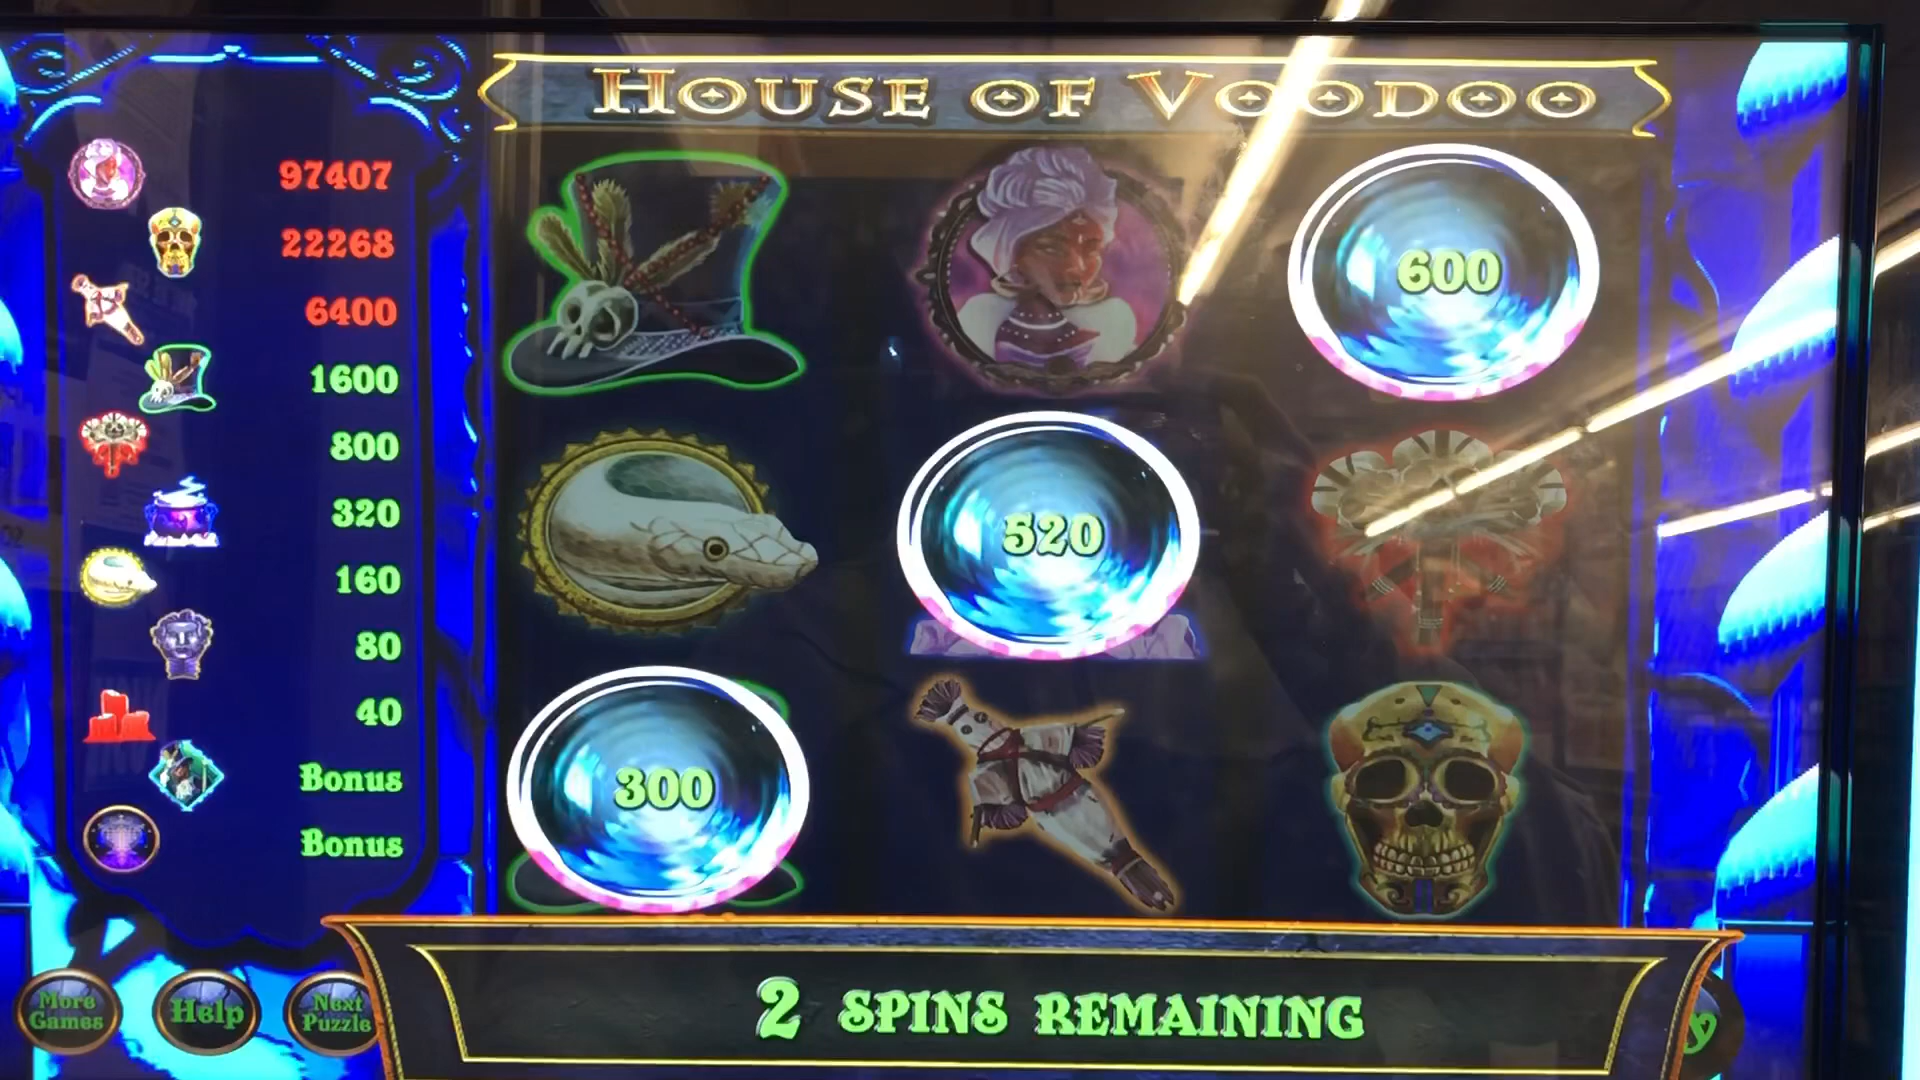 HOUSE OF VOODOO
97407
22268
6400
1600
800
320
160
80
40
Bonus
Bonus
600
520
300
More
Games
Help
Next
Puzzle
2 SPINS REMAINING